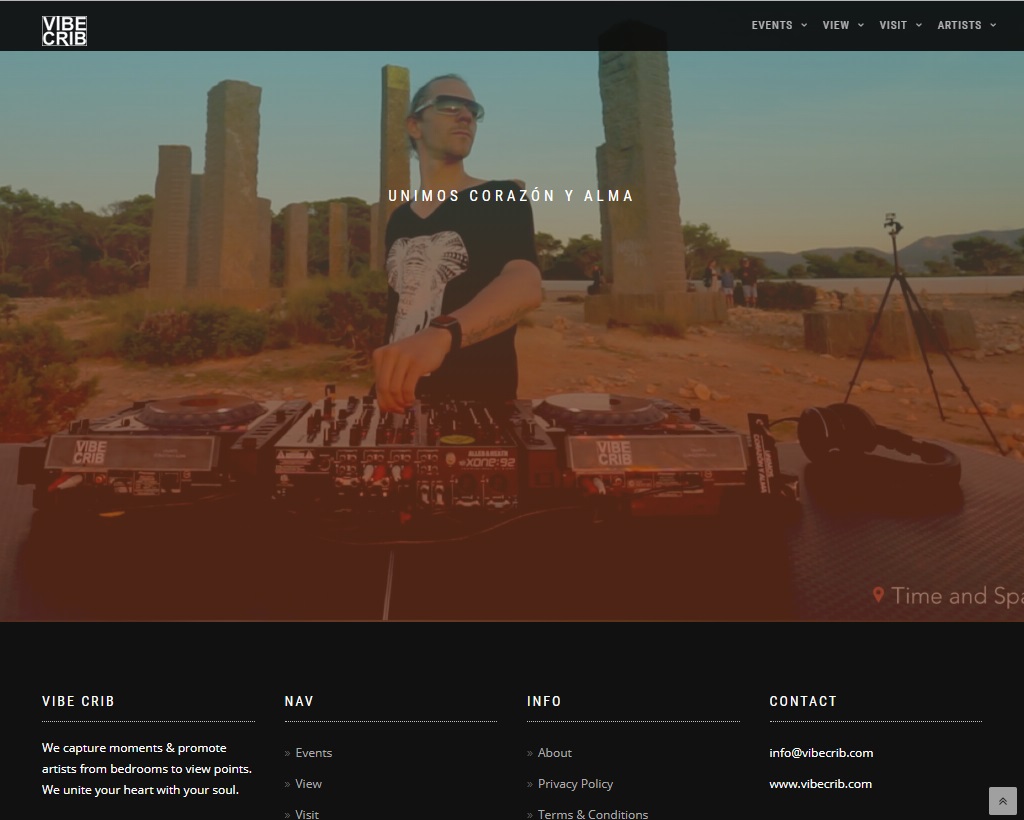 VIBE
CRIB
EVENTS
VIEW
VISIT
ARTISTS
UNIMOS CORAZÓN Y ALMA
VIBE
CRIB
ALLEN&HEATH
XONE:92
VIBE
CRIB
Time and Spa
VIBE CRIB
We capture moments & promote
artists from bedrooms to view points.
We unite your heart with your soul.
NAV
» Events
» View
» Visit
INFO
» About
» Privacy Policy
» Terms & Conditions
CONTACT
info@vibecrib.com
www.vibecrib.com